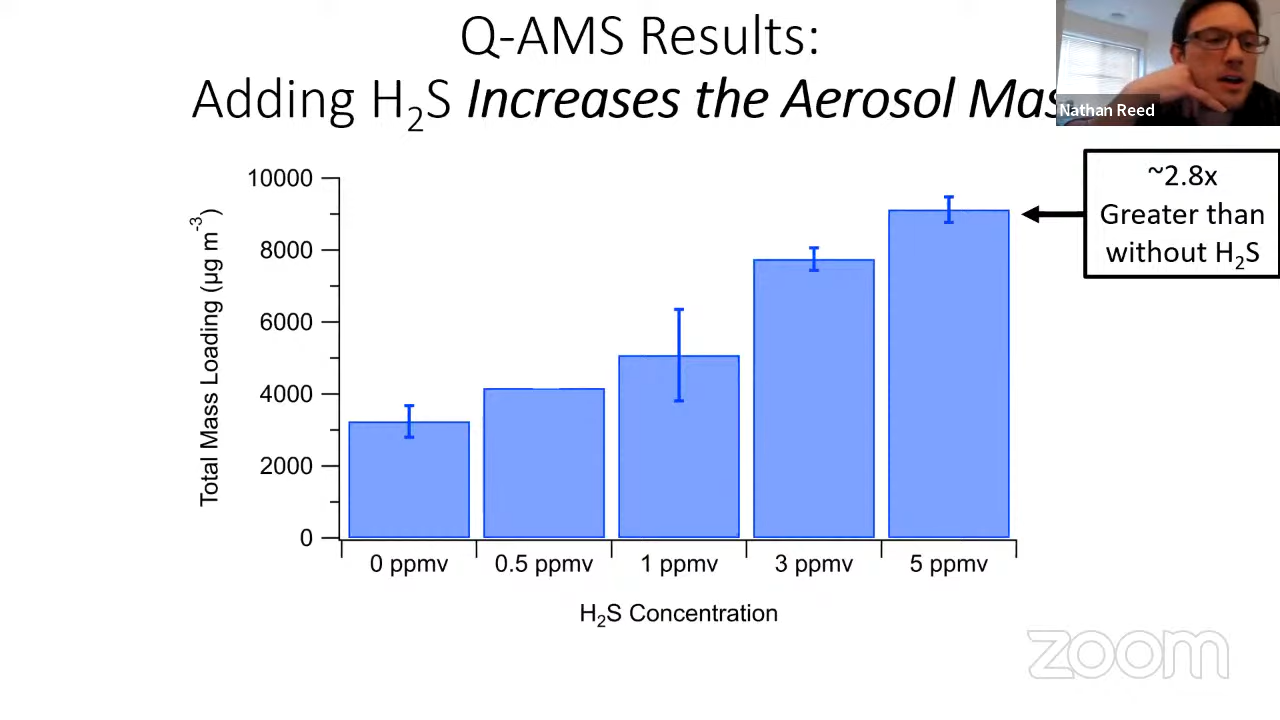 Q-AMS Results:
Adding H₂S Increases the Aerosol Mas
Nathan Reed
~2.8x
Greater than
without H₂S
Total Mass Loading (µg m⁻³)
10000
8000
6000
4000
2000
0
0 ppmv
0.5 ppmv
1 ppmv
3 ppmv
5 ppmv
H₂S Concentration
zoom